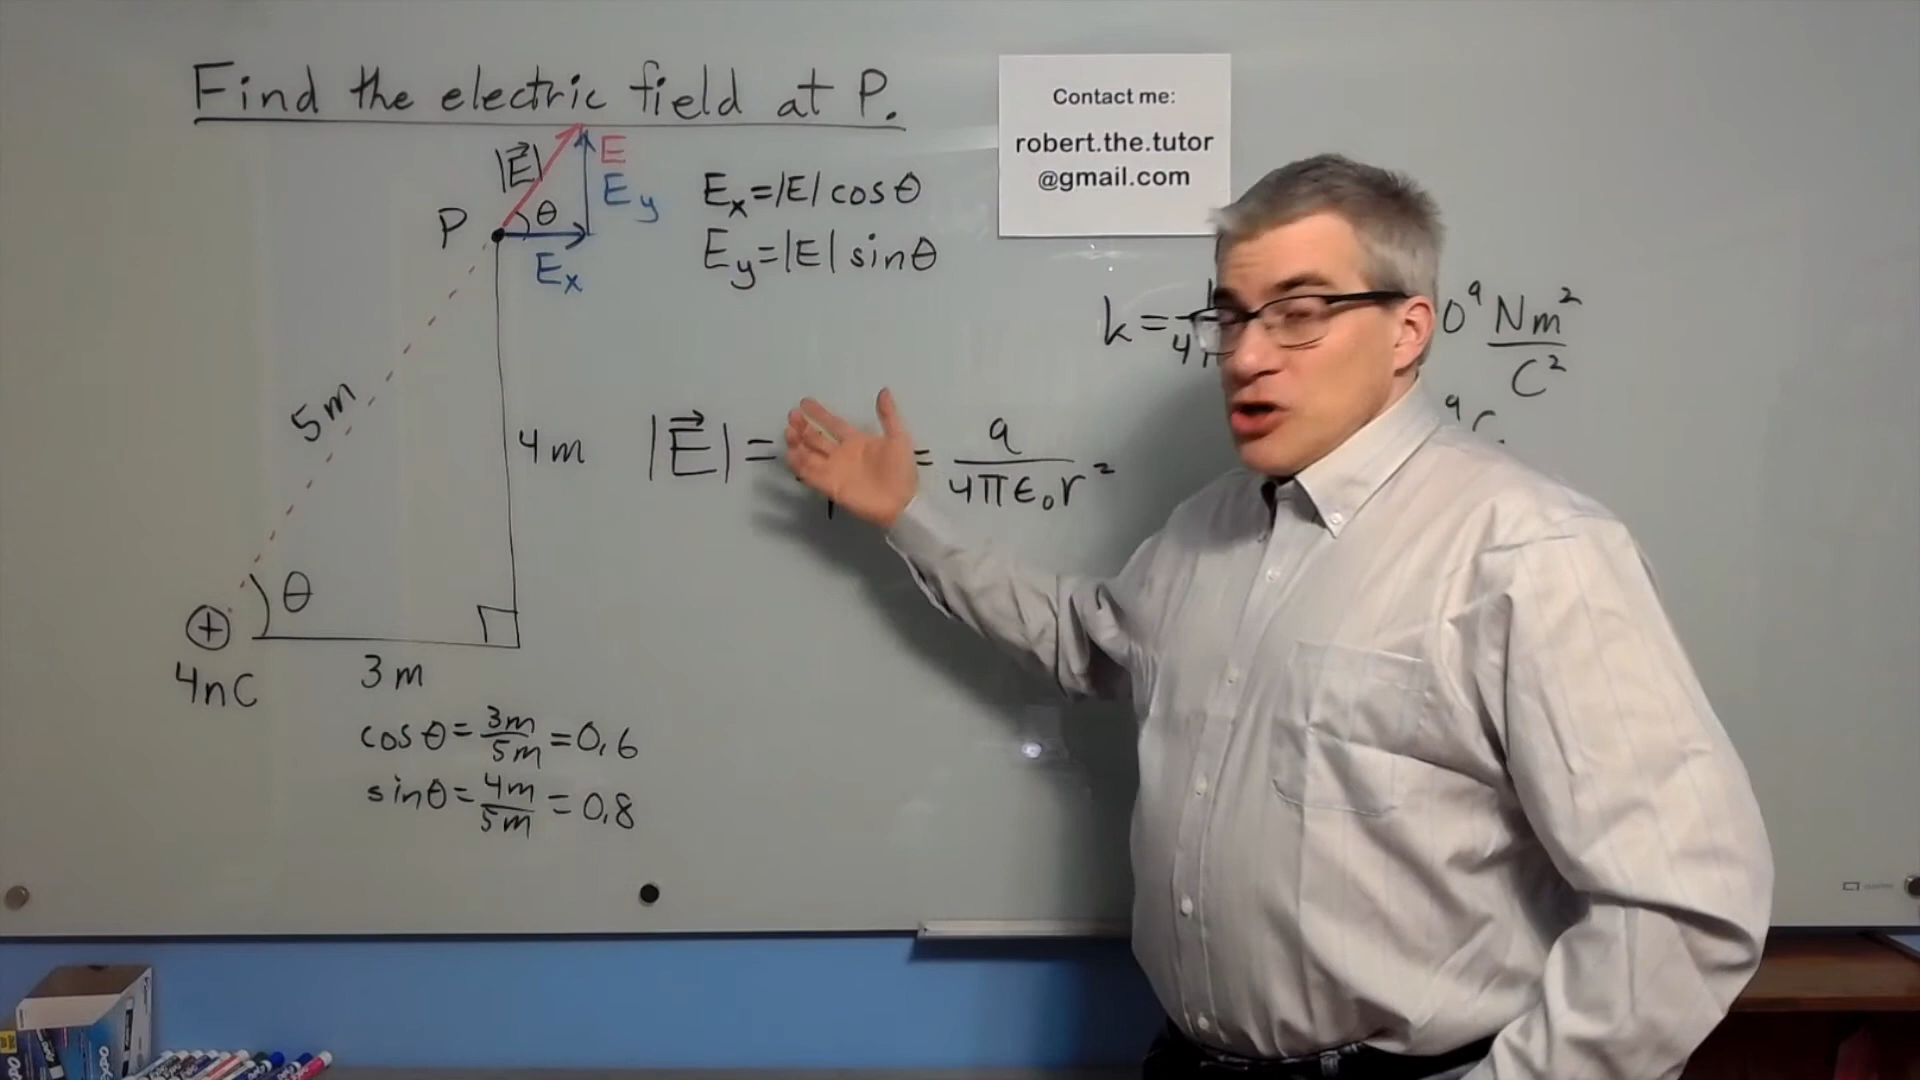 Find the electric field at P.
Contact me:
robert.the.tutor
@gmail.com
|E⃗| E
Ey
P θ
Ex
Ex=|E|cosθ
Ey=|E|sinθ
k= 0⁹ Nm²/C²
5m
4m
|E⃗|= = q/4πϵ₀r²
θ
+
4nC
3m
cosθ=3m/5m=0.6
sinθ=4m/5m=0.8